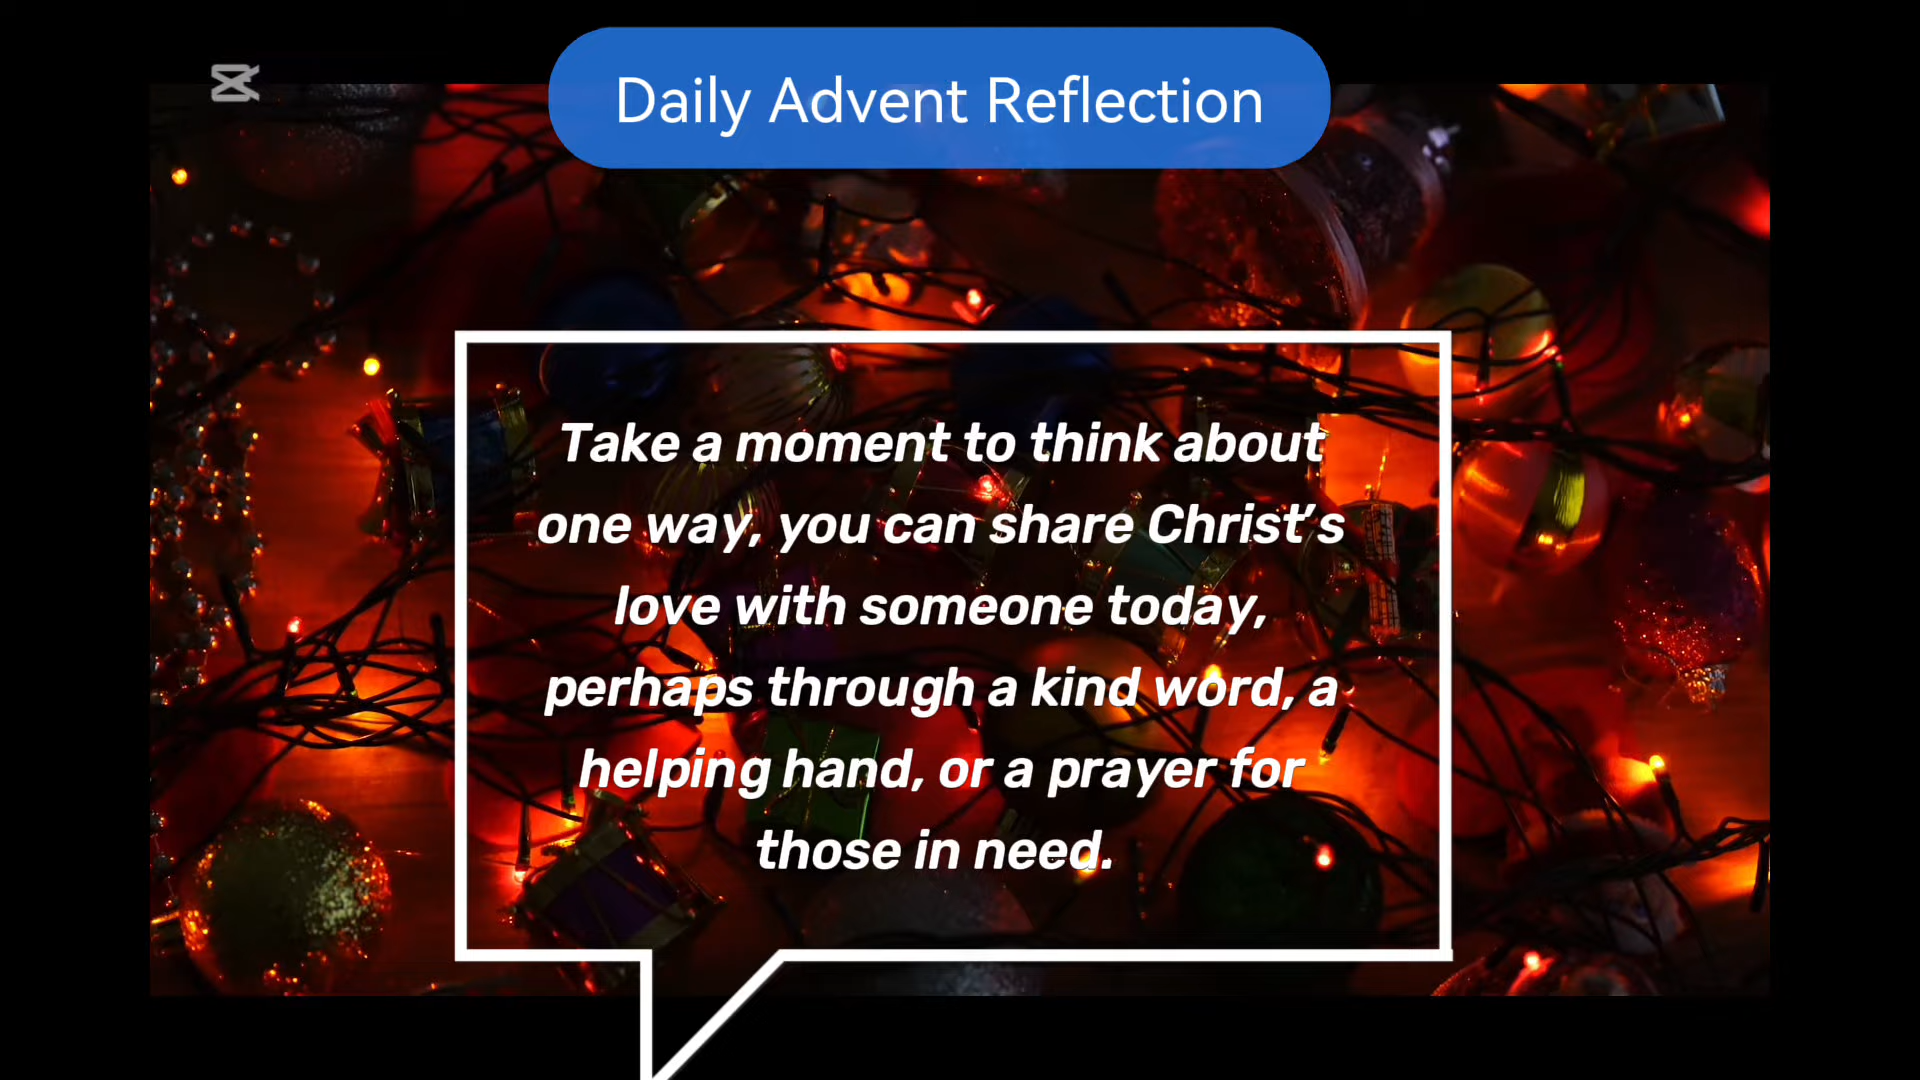 Daily Advent Reflection
Take a moment to think about
one way, you can share Christ’s
love with someone today,
perhaps through a kind word, a
helping hand, or a prayer for
those in need.